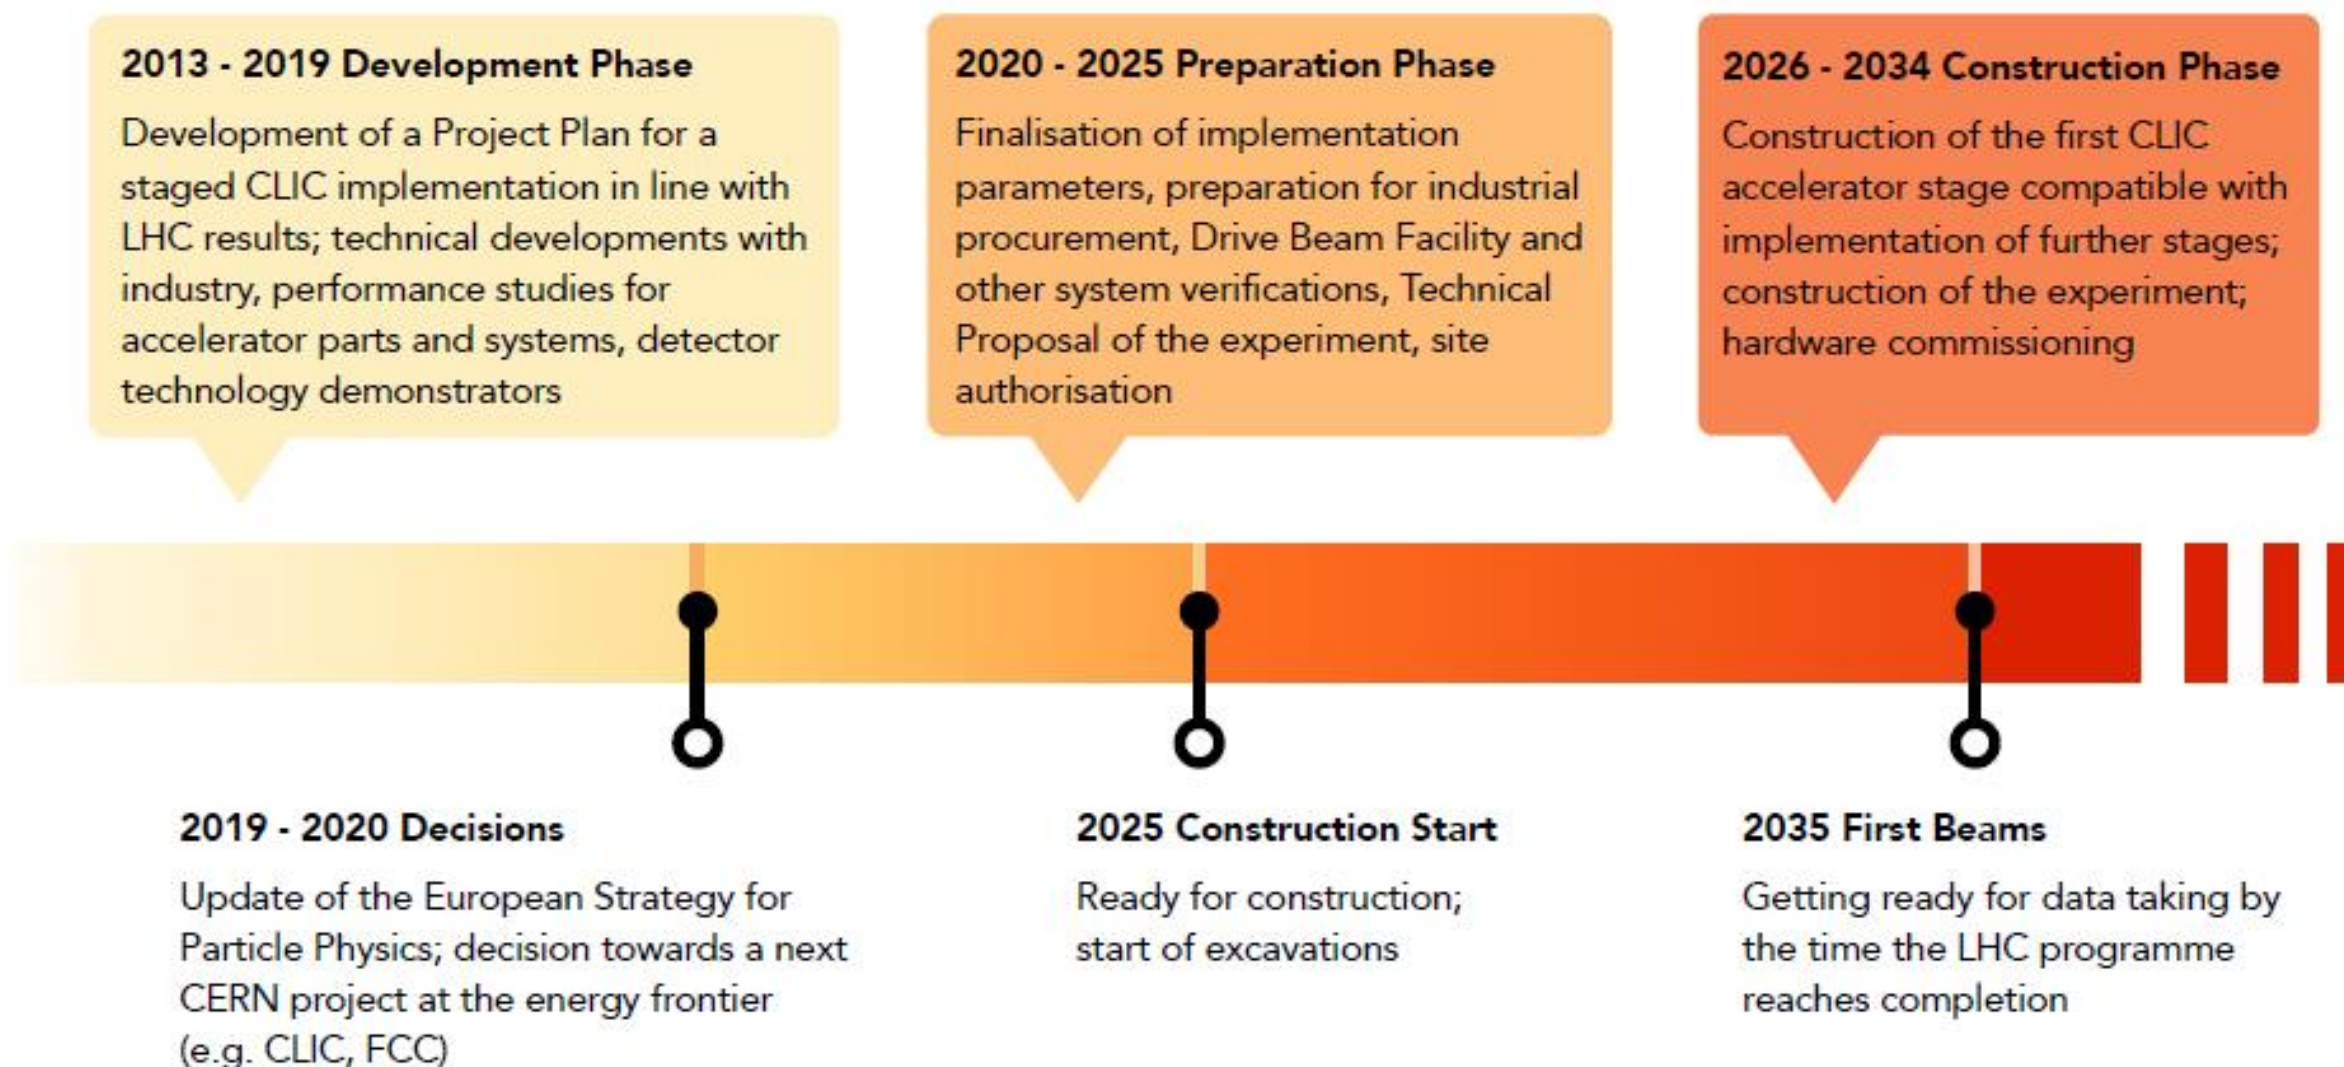 2013 - 2019 Development Phase
Development of a Project Plan for a
staged CLIC implementation in line with
LHC results; technical developments with
industry, performance studies for
accelerator parts and systems, detector
technology demonstrators
2020 - 2025 Preparation Phase
Finalisation of implementation
parameters, preparation for industrial
procurement, Drive Beam Facility and
other system verifications, Technical
Proposal of the experiment, site
authorisation
2026 - 2034 Construction Phase
Construction of the first CLIC
accelerator stage compatible with
implementation of further stages;
construction of the experiment;
hardware commissioning
2019 - 2020 Decisions
Update of the European Strategy for
Particle Physics; decision towards a next
CERN project at the energy frontier
(e.g. CLIC, FCC)
2025 Construction Start
Ready for construction;
start of excavations
2035 First Beams
Getting ready for data taking by
the time the LHC programme
reaches completion